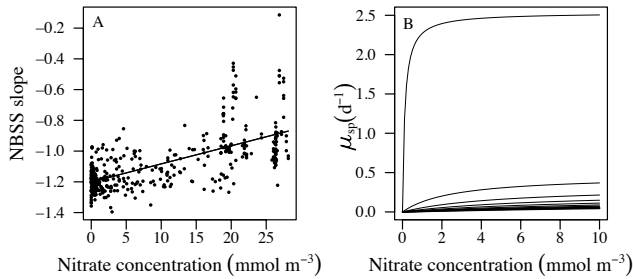 A
NBSS slope
−0.2
−0.4
−0.6
−0.8
−1.0
−1.2
−1.4
0 5 10 15 20 25
Nitrate concentration (mmol m⁻³)
B
μsp(d⁻¹)
2.5
2.0
1.5
1.0
0.5
0.0
0 2 4 6 8 10
Nitrate concentration (mmol m⁻³)